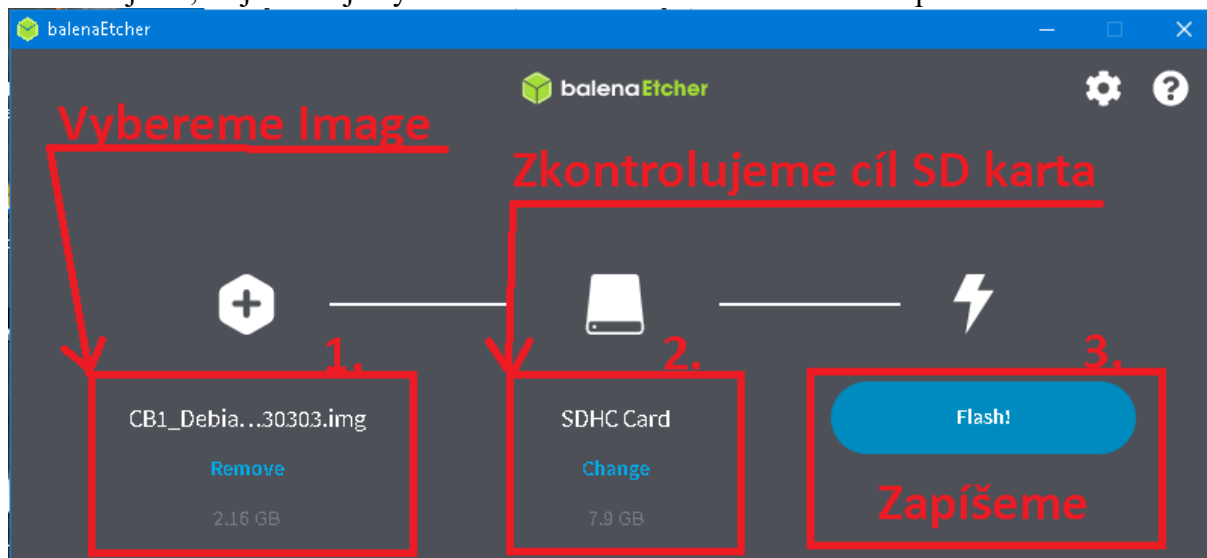 balenaEtcher
balenaEtcher
Vybereme Image
Zkontrolujeme cíl SD karta
1.
2.
3.
CB1_Debia...30303.img
SDHC Card
Flash!
Remove
Change
2.16 GB
7.9 GB
Zapíšeme